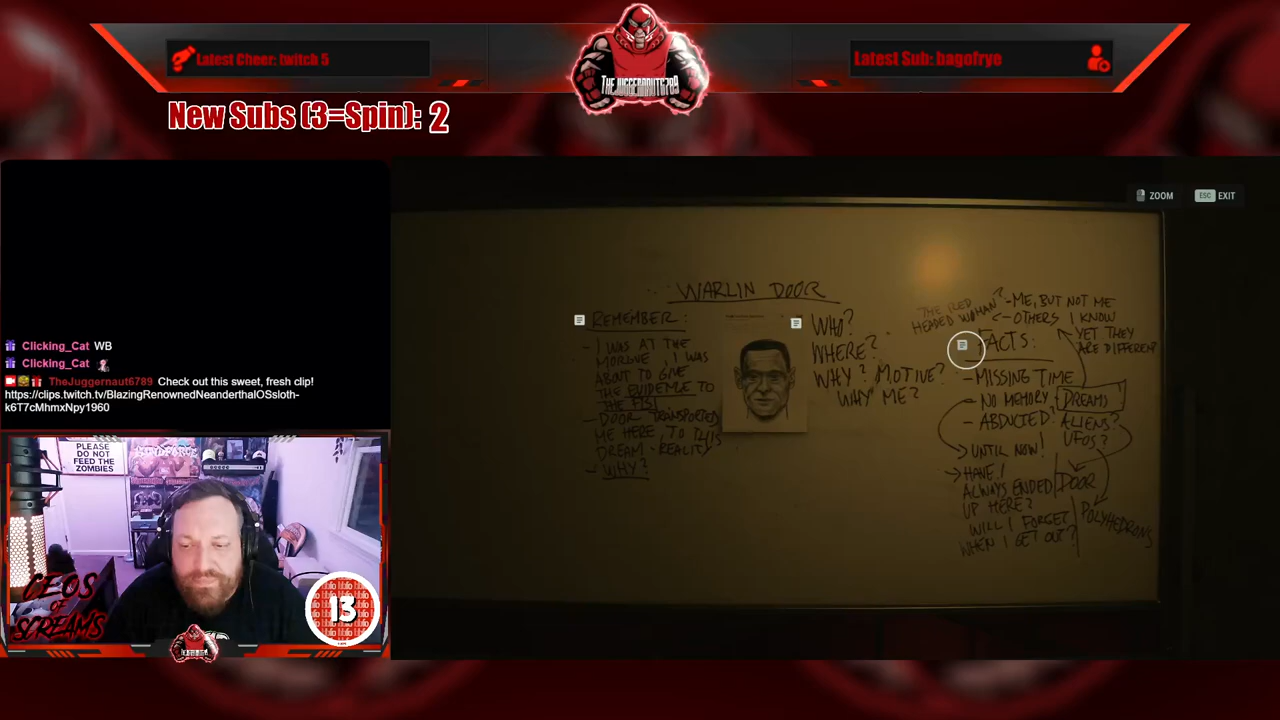 Latest Cheer: twitch 5
THEJUGGERNAUT6789
Latest Sub: bagofrye
New Subs (3=Spin): 2
ZOOM
ESC EXIT
Clicking_Cat WB
Clicking_Cat
TheJuggernaut6789 Check out this sweet, fresh clip!
https://clips.twitch.tv/BlazingRenownedNeanderthalOSsloth-
k6T7cMhmxNpy1960
PLEASE
DO NOT
FEED THE
ZOMBIES
CEOS
OF
SCREAMS
13
WARLIN DOOR
REMEMBER:
- I WAS AT THE
MORGUE, I WAS
ABOUT TO GIVE
THE EVIDENCE TO
THE FBI
- DOOR TRANSPORTED
ME HERE, TO THIS
DREAM-REALITY
- WHY?
WHO?
WHERE?
WHY? MOTIVE?
WHY ME?
THE RED
HEADED WOMAN?
- ME, BUT NOT ME
- OTHERS I KNOW
YET THEY
ARE DIFFERENT
FACTS:
- MISSING TIME
- NO MEMORY
DREAMS
- ABDUCTED?
ALIENS?
UFOS?
UNTIL NOW!
HAVE I
ALWAYS ENDED
UP HERE?
WILL I FORGET
WHEN I GET OUT?
DOOR
POLYHEDRONS